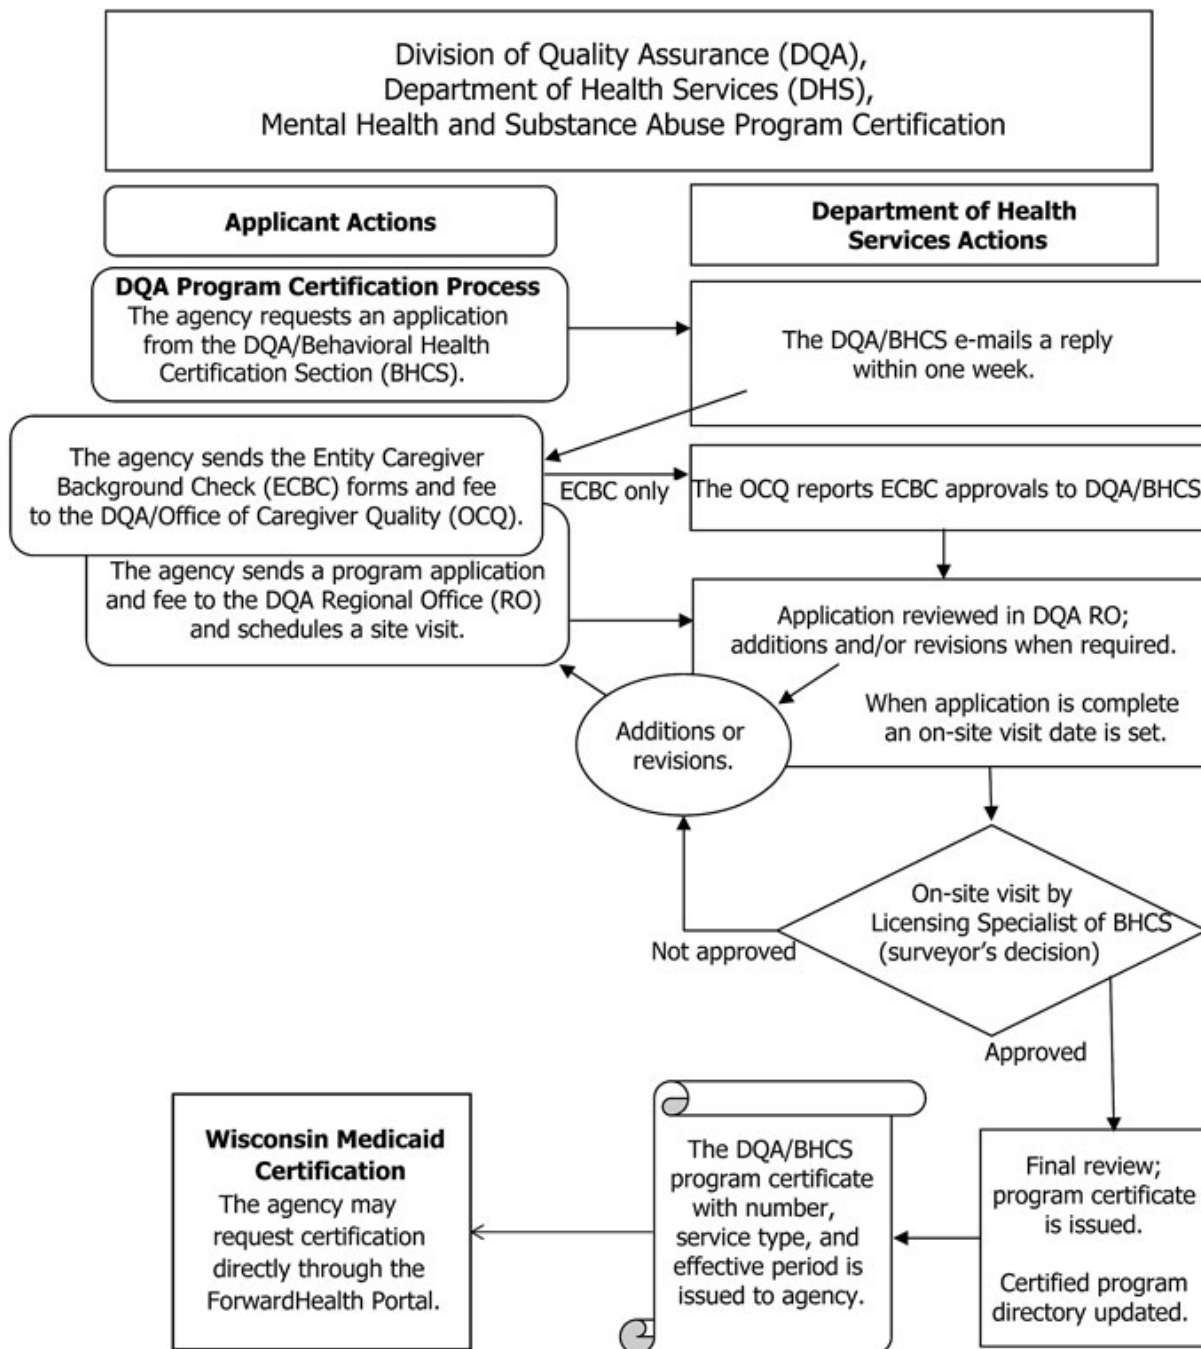 Division of Quality Assurance (DQA),
Department of Health Services (DHS),
Mental Health and Substance Abuse Program Certification
Applicant Actions
Department of Health
Services Actions
DQA Program Certification Process
The agency requests an application
from the DQA/Behavioral Health
Certification Section (BHCS).
The DQA/BHCS e-mails a reply
within one week.
The agency sends the Entity Caregiver
Background Check (ECBC) forms and fee
to the DQA/Office of Caregiver Quality (OCQ).
ECBC only
The OCQ reports ECBC approvals to DQA/BHCS
The agency sends a program application
and fee to the DQA Regional Office (RO)
and schedules a site visit.
Application reviewed in DQA RO;
additions and/or revisions when required.
When application is complete
an on-site visit date is set.
Additions or
revisions.
On-site visit by
Licensing Specialist of BHCS
(surveyor’s decision)
Not approved
Approved
Wisconsin Medicaid
Certification
The agency may
request certification
directly through the
ForwardHealth Portal.
The DQA/BHCS
program certificate
with number,
service type, and
effective period is
issued to agency.
Final review;
program certificate
is issued.
Certified program
directory updated.